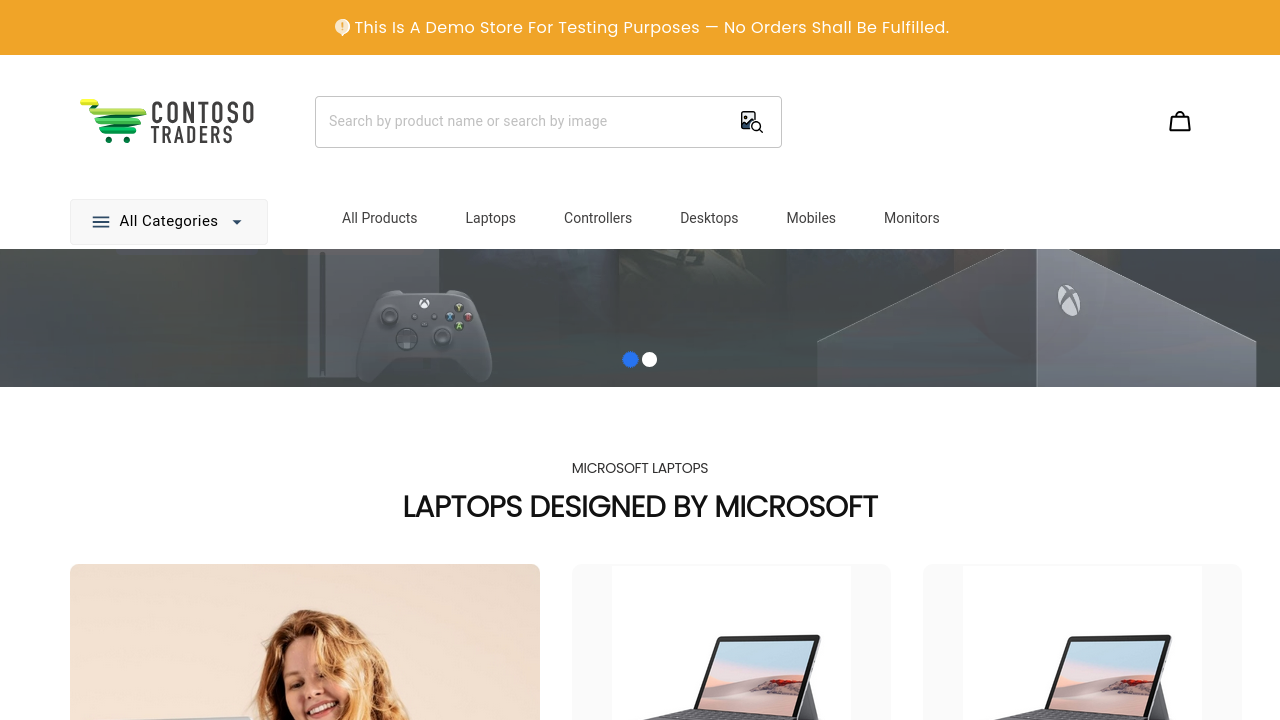 This Is A Demo Store For Testing Purposes — No Orders Shall Be Fulfilled.
CONTOSO
TRADERS
Search by product name or search by image
All Categories
All Products
Laptops
Controllers
Desktops
Mobiles
Monitors
MICROSOFT LAPTOPS
LAPTOPS DESIGNED BY MICROSOFT